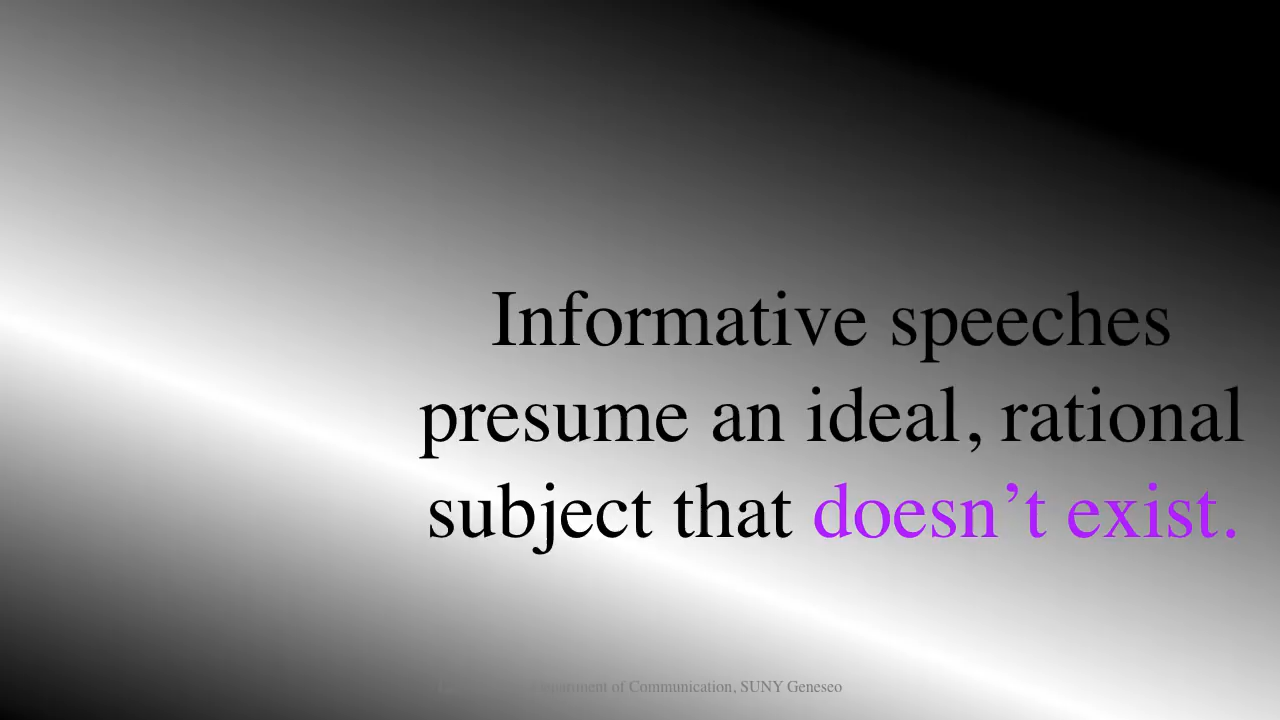 Informative speeches
presume an ideal, rational
subject that doesn’t exist.
Department of Communication, SUNY Geneseo